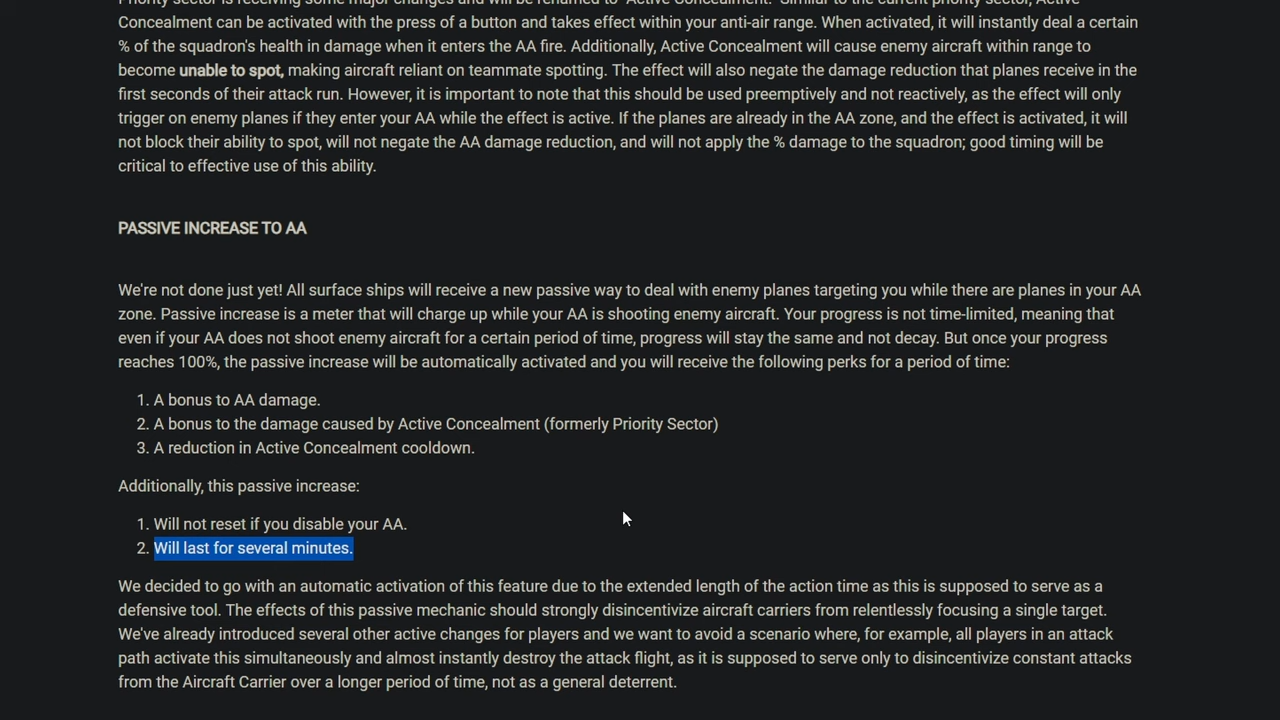 Priority sector is receiving some major changes and will be renamed to "Active Concealment." Similar to the current priority sector, Active
Concealment can be activated with the press of a button and takes effect within your anti-air range. When activated, it will instantly deal a certain
% of the squadron's health in damage when it enters the AA fire. Additionally, Active Concealment will cause enemy aircraft within range to
become unable to spot, making aircraft reliant on teammate spotting. The effect will also negate the damage reduction that planes receive in the
first seconds of their attack run. However, it is important to note that this should be used preemptively and not reactively, as the effect will only
trigger on enemy planes if they enter your AA while the effect is active. If the planes are already in the AA zone, and the effect is activated, it will
not block their ability to spot, will not negate the AA damage reduction, and will not apply the % damage to the squadron; good timing will be
critical to effective use of this ability.
PASSIVE INCREASE TO AA
We're not done just yet! All surface ships will receive a new passive way to deal with enemy planes targeting you while there are planes in your AA
zone. Passive increase is a meter that will charge up while your AA is shooting enemy aircraft. Your progress is not time-limited, meaning that
even if your AA does not shoot enemy aircraft for a certain period of time, progress will stay the same and not decay. But once your progress
reaches 100%, the passive increase will be automatically activated and you will receive the following perks for a period of time:
1. A bonus to AA damage.
2. A bonus to the damage caused by Active Concealment (formerly Priority Sector)
3. A reduction in Active Concealment cooldown.
Additionally, this passive increase:
1. Will not reset if you disable your AA.
2. Will last for several minutes.
We decided to go with an automatic activation of this feature due to the extended length of the action time as this is supposed to serve as a
defensive tool. The effects of this passive mechanic should strongly disincentivize aircraft carriers from relentlessly focusing a single target.
We've already introduced several other active changes for players and we want to avoid a scenario where, for example, all players in an attack
path activate this simultaneously and almost instantly destroy the attack flight, as it is supposed to serve only to disincentivize constant attacks
from the Aircraft Carrier over a longer period of time, not as a general deterrent.